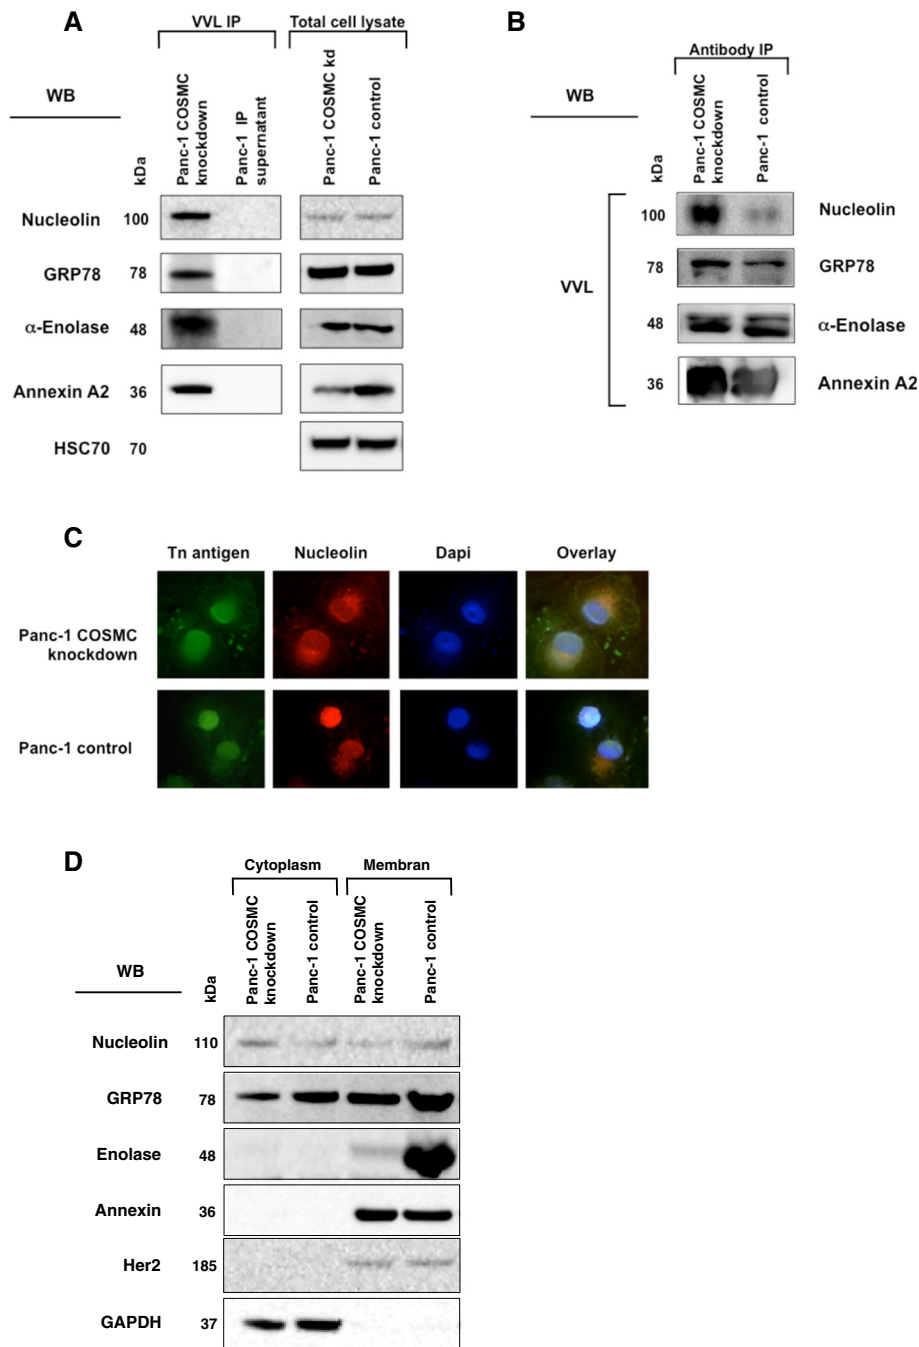 A
VVL IP
Total cell lysate
WB
kDa
Panc-1 COSMC
knockdown
Panc-1 IP
supernatant
Panc-1 COSMC kd
Panc-1 control
Nucleolin 100
GRP78 78
α-Enolase 48
Annexin A2 36
HSC70 70
B
Antibody IP
WB
kDa
Panc-1 COSMC
knockdown
Panc-1 control
VVL
100 Nucleolin
78 GRP78
48 α-Enolase
36 Annexin A2
C
Tn antigen Nucleolin Dapi Overlay
Panc-1 COSMC
knockdown
Panc-1 control
D
Cytoplasm Membran
WB
kDa
Panc-1 COSMC
knockdown
Panc-1 control
Panc-1 COSMC
knockdown
Panc-1 control
Nucleolin 110
GRP78 78
Enolase 48
Annexin 36
Her2 185
GAPDH 37